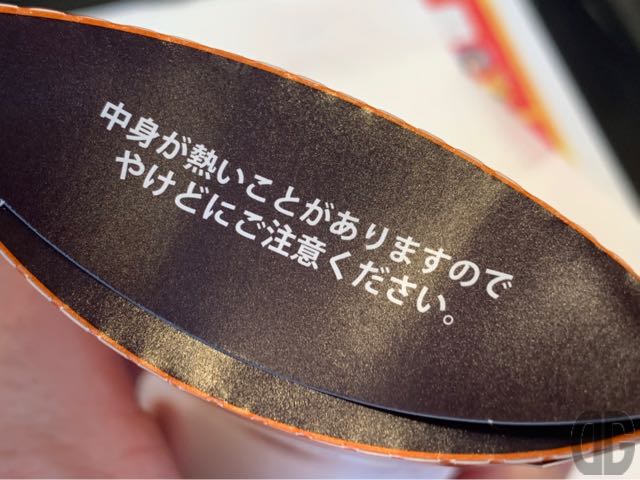 中身が熱いことがありますので
やけどにご注意ください。